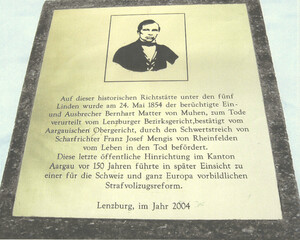 Auf dieser historischen Richtstätte unter den fünf
Linden wurde am 24. Mai 1854 der berüchtigte Ein-
und Ausbrecher Bernhart Matter von Muhen, zum Tode
verurteilt vom Lenzburger Bezirksgericht, bestätigt vom
Aargauischen Obergericht, durch den Schwertstreich von
Scharfrichter Franz Josef Mengis von Rheinfelden
vom Leben in den Tod befördert.
Diese letzte öffentliche Hinrichtung im Kanton
Aargau vor 150 Jahren führte in später Einsicht zu
einer für die Schweiz und ganz Europa vorbildlichen
Strafvollzugsreform.
Lenzburg, im Jahr 2004